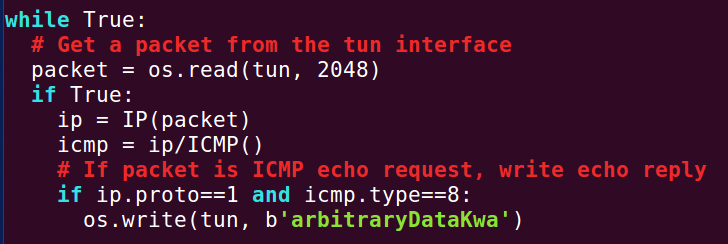 while True:
  # Get a packet from the tun interface
  packet = os.read(tun, 2048)
  if True:
    ip = IP(packet)
    icmp = ip/ICMP()
    # If packet is ICMP echo request, write echo reply
    if ip.proto==1 and icmp.type==8:
      os.write(tun, b'arbitraryDataKwa')